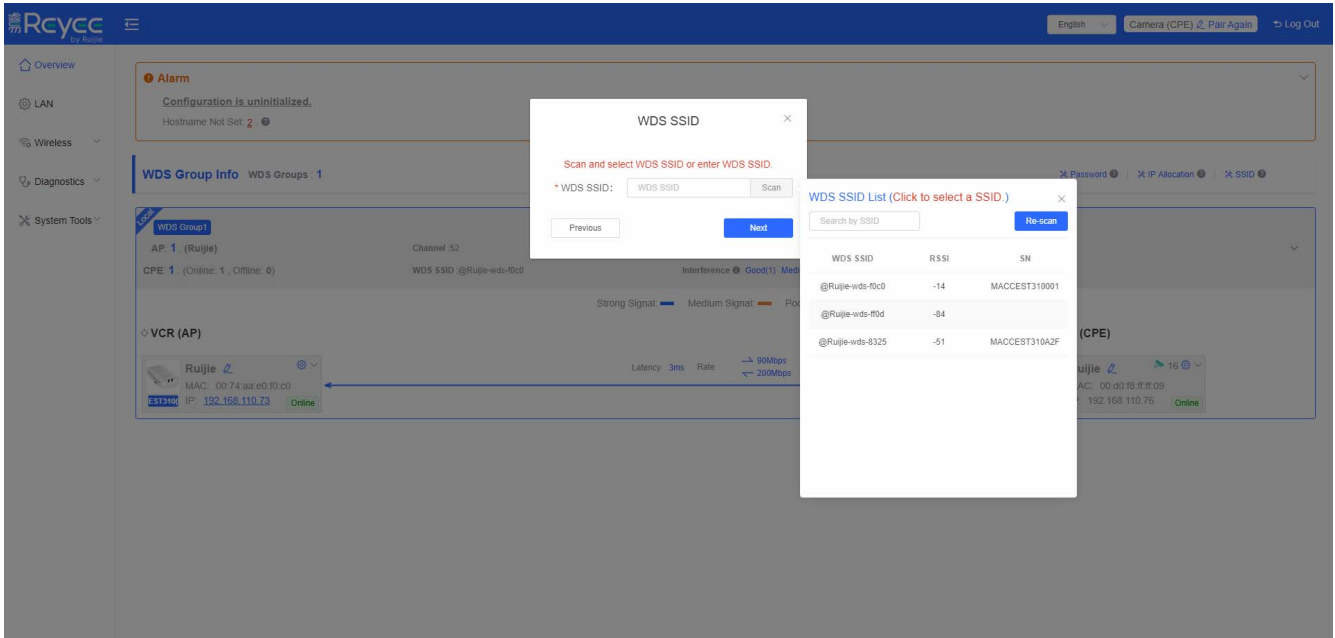 Reyee
by Ruijie
English
Camera (CPE) Pair Again
Log Out
Overview
LAN
Wireless
Diagnostics
System Tools
Alarm
Configuration is uninitialized.
Hostname Not Set: 2 .
WDS Group Info WDS Groups : 1
Password
IP Allocation
SSID
Local
WDS Group1
AP: 1 . (Ruijie)
Channel :52
CPE: 1 . (Online: 1 , Offline: 0)
WDS SSID :@Ruijie-wds-f0c0
Interference Good(1) Medi
Strong Signal: Medium Signal: Poo
VCR (AP)
(CPE)
Ruijie
MAC: 00:74:aa:e0:f0:c0
EST310
IP: 192.168.110.73 Online
Latency 3ms Rate 90Mbps
200Mbps
uijie 16
AC: 00:d0:f8:ff:ff:09
: 192.168.110.76 Online
WDS SSID
Scan and select WDS SSID or enter WDS SSID.
* WDS SSID: WDS SSID Scan
Previous Next
WDS SSID List (Click to select a SSID.)
Search by SSID Re-scan
WDS SSID RSSI SN
@Ruijie-wds-f0c0 -14 MACCEST310001
@Ruijie-wds-ff0d -84
@Ruijie-wds-8325 -51 MACCEST310A2F